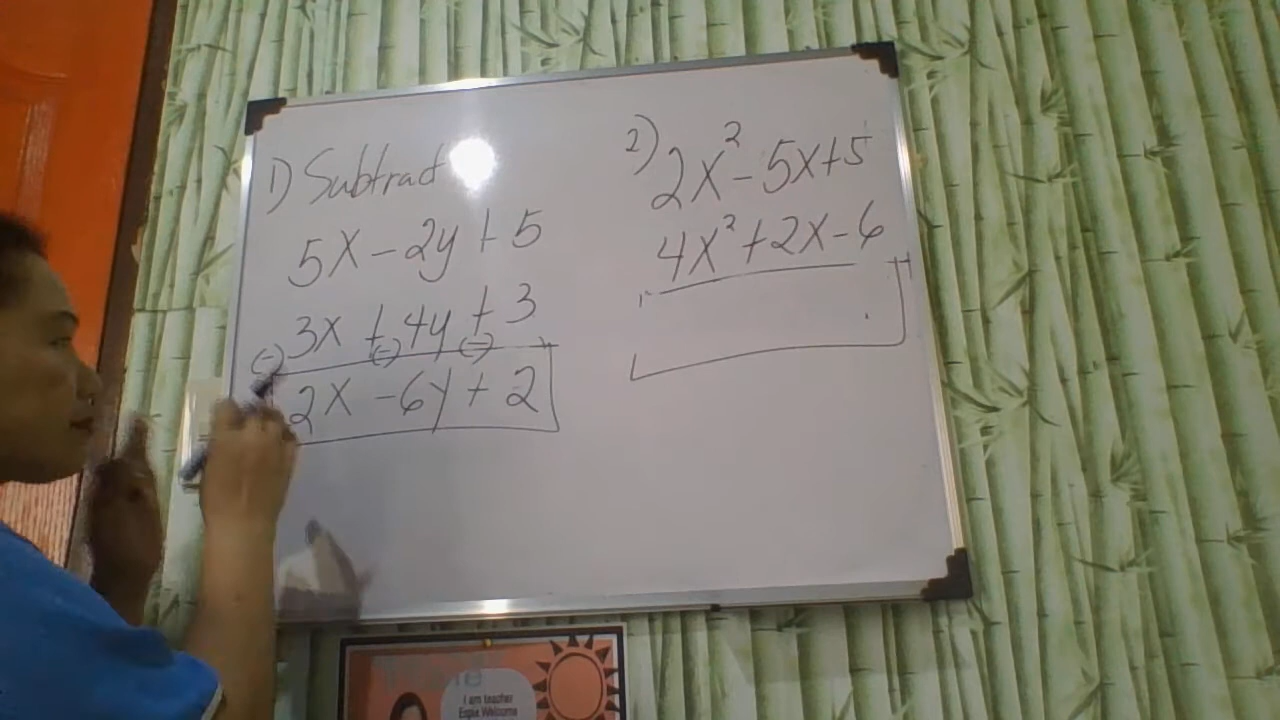 1) Subtract
5x - 2y + 5
3x + 4y + 3
(-) (-) (-)
2x - 6y + 2
2) 2x² - 5x + 5
4x² + 2x - 6
I am teacher
Espie Welcome